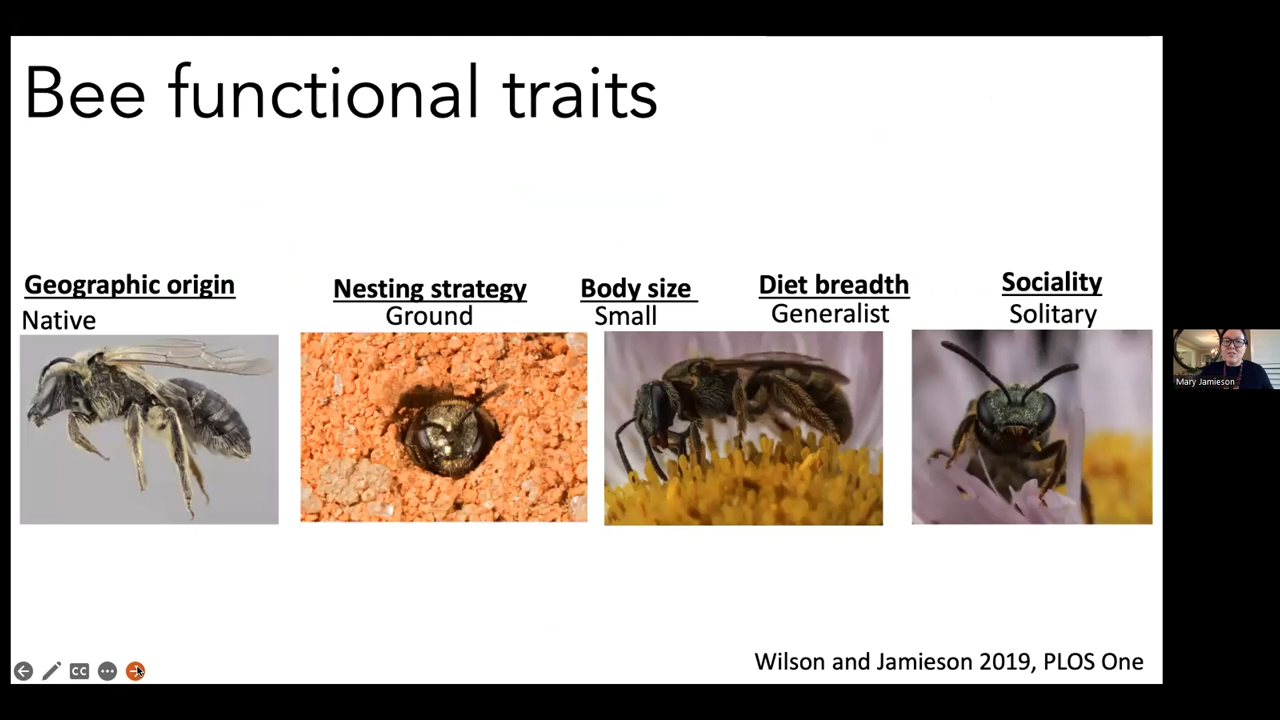 Bee functional traits
Geographic origin
Native
Nesting strategy
Ground
Body size
Small
Diet breadth
Generalist
Sociality
Solitary
Wilson and Jamieson 2019, PLOS One
CC
Mary Jamieson